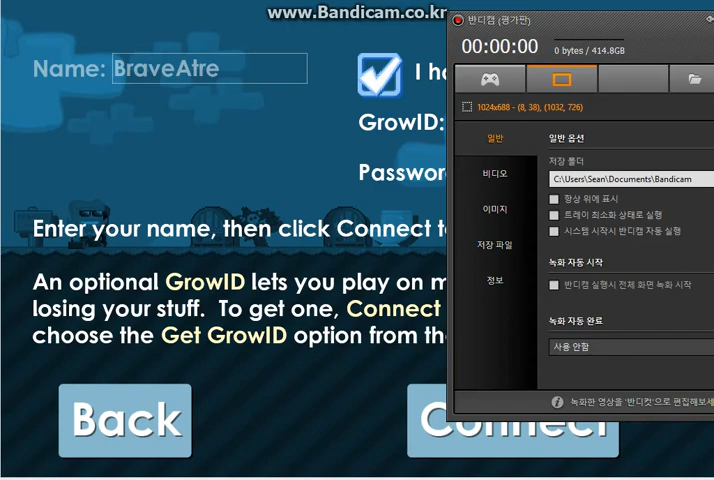 www.Bandicam.co.kr
Name: BraveAtre
I ha
GrowID:
Passwor
Enter your name, then click Connect t
An optional GrowID lets you play on m
losing your stuff. To get one, Connect
choose the Get GrowID option from th
Back
Connect
반디캠 (평가판)
00:00:00
0 bytes / 414.8GB
1024x688 - (8, 38), (1032, 726)
일반
비디오
이미지
저장 파일
정보
일반 옵션
저장 폴더
C:\Users\Sean\Documents\Bandicam
항상 위에 표시
트레이 최소화 상태로 실행
시스템 시작시 반디캠 자동 실행
녹화 자동 시작
반디캠 실행시 전체 화면 녹화 시작
녹화 자동 완료
사용 안함
녹화한 영상을 '반디컷'으로 편집해보세